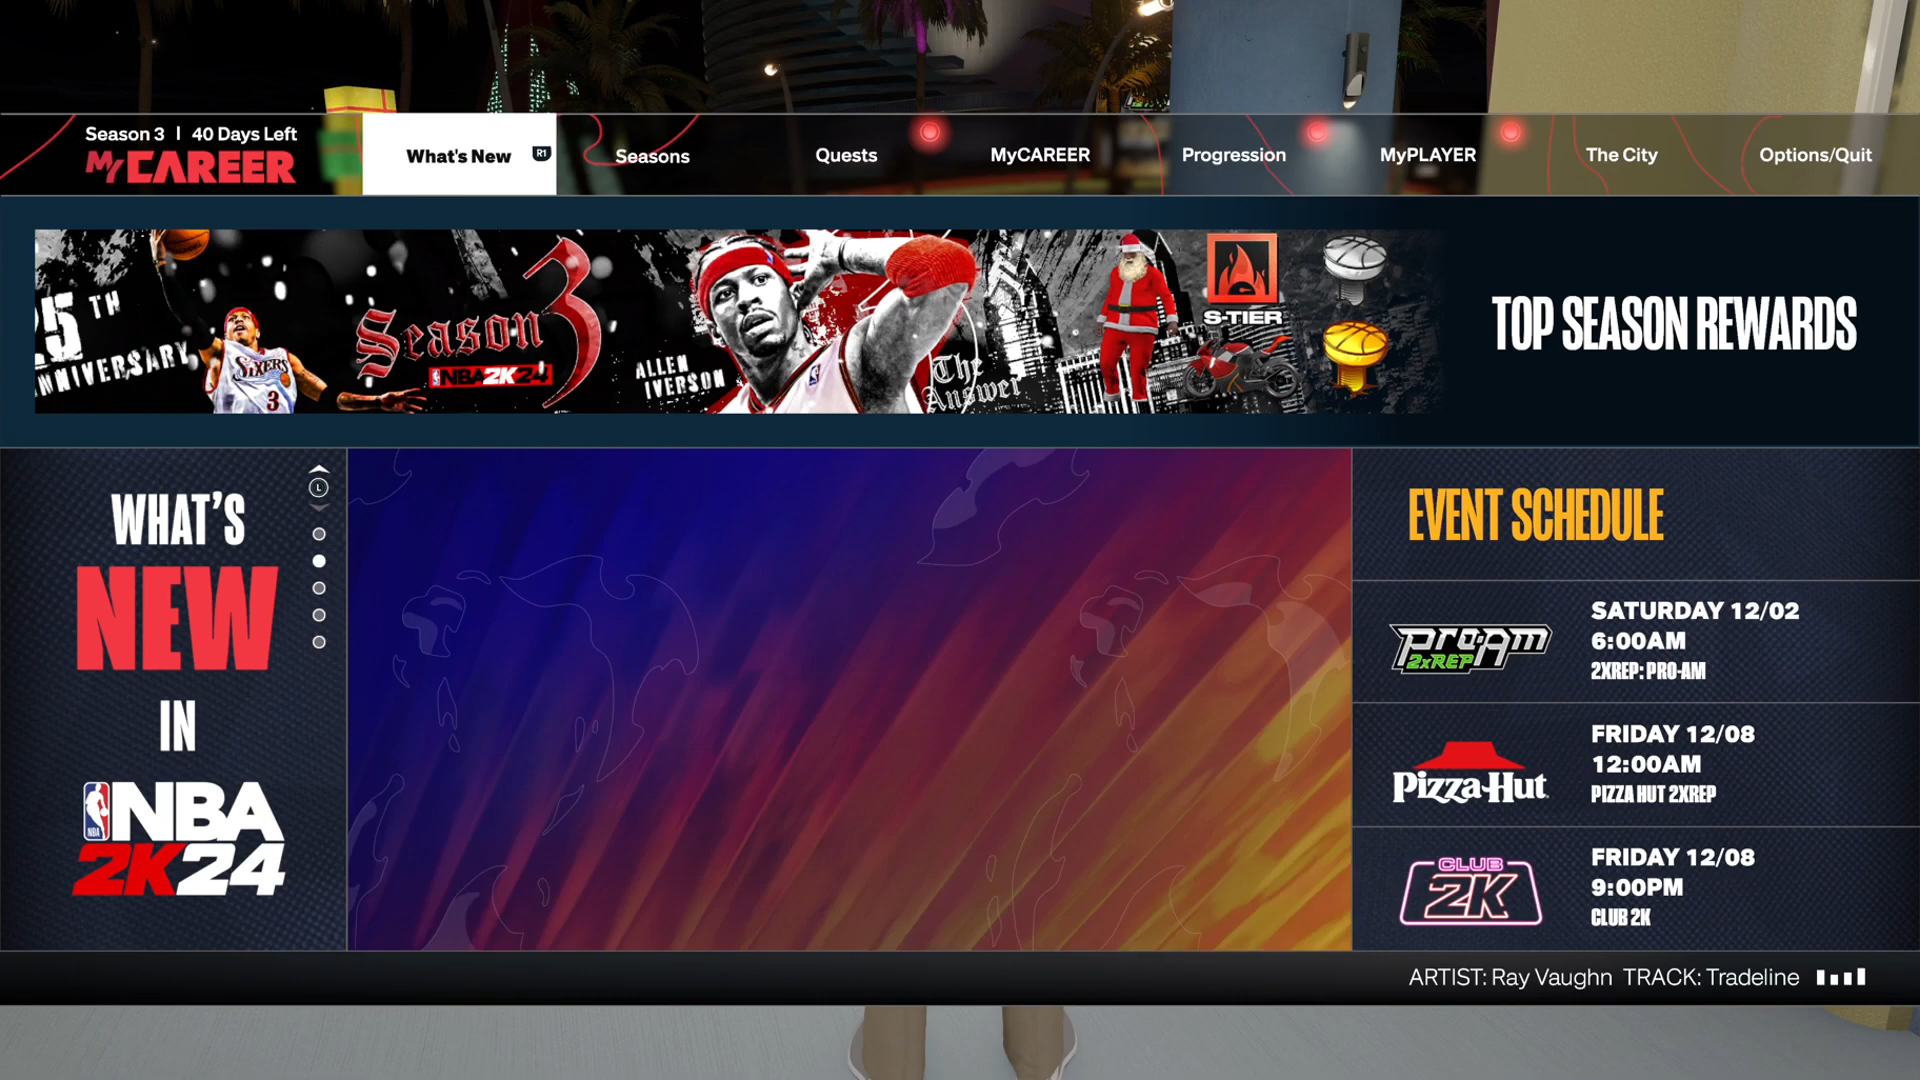 Season 3 | 40 Days Left
MyCAREER
What's New
R1
Seasons
Quests
MyCAREER
Progression
MyPLAYER
The City
Options/Quit
25TH
ANNIVERSARY
SIXERS
3
Season 3
NBA2K24
ALLEN
IVERSON
The
Answer
S-TIER
TOP SEASON REWARDS
WHAT'S
NEW
IN
NBA
2K24
L
EVENT SCHEDULE
PRO-AM
2xREP
SATURDAY 12/02
6:00AM
2XREP: PRO-AM
Pizza Hut
FRIDAY 12/08
12:00AM
PIZZA HUT 2XREP
CLUB
2K
FRIDAY 12/08
9:00PM
CLUB 2K
ARTIST: Ray Vaughn TRACK: Tradeline